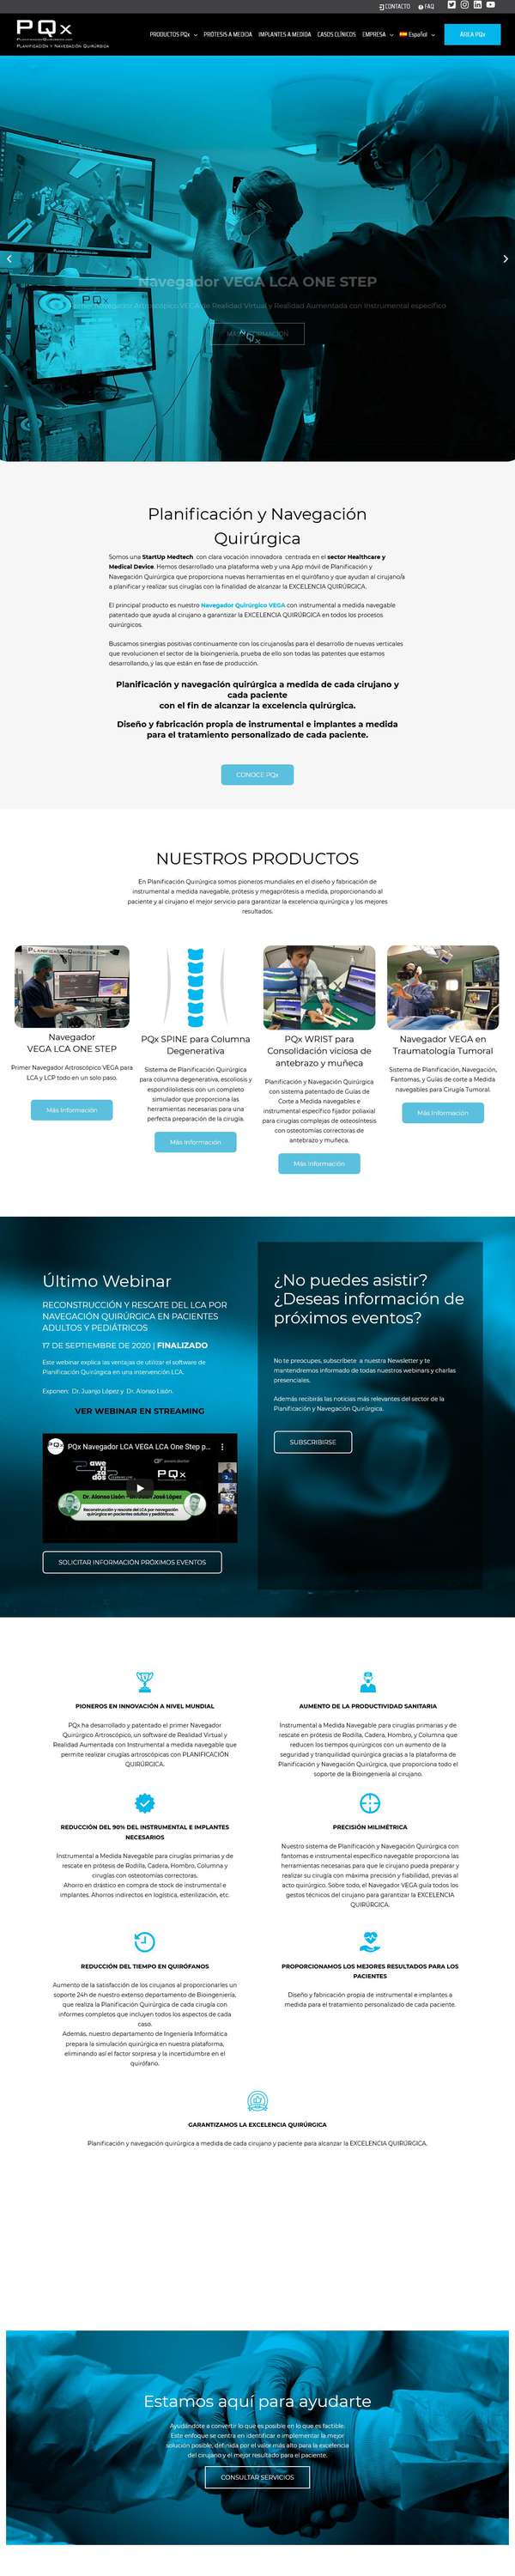 CONTACTO FAQ
PQx
PLANIFICACIÓN Y NAVEGACIÓN QUIRÚRGICA
PRODUCTOS PQx PRÓTESIS A MEDIDA IMPLANTES A MEDIDA CASOS CLÍNICOS EMPRESA Español ÁREA PQx
Navegador VEGA LCA ONE STEP
Navegador Artroscópico VEGA de Realidad Virtual y Realidad Aumentada con Instrumental específico
MÁS INFORMACIÓN
PQx
Planificación y Navegación
Quirúrgica
Somos una StartUp Medtech con clara vocación innovadora centrada en el sector Healthcare y
Medical Device. Hemos desarrollado una plataforma web y una App móvil de Planificación y
Navegación Quirúrgica que proporciona nuevas herramientas en el quirófano y que ayudan al cirujano/a
a planificar y realizar sus cirugías con la finalidad de alcanzar la EXCELENCIA QUIRÚRGICA.
El principal producto es nuestro Navegador Quirúrgico VEGA con instrumental a medida navegable
patentado que ayuda al cirujano a garantizar la EXCELENCIA QUIRÚRGICA en todos los procesos
quirúrgicos.
Buscamos sinergias positivas continuamente con los cirujanos/as para el desarrollo de nuevas verticales
que revolucionen el sector de la bioingeniería, prueba de ello son todas las patentes que estamos
desarrollando, y las que están en fase de producción.
Planificación y navegación quirúrgica a medida de cada cirujano y
cada paciente
con el fin de alcanzar la excelencia quirúrgica.
Diseño y fabricación propia de instrumental e implantes a medida
para el tratamiento personalizado de cada paciente.
CONOCE PQx
NUESTROS PRODUCTOS
En Planificación Quirúrgica somos pioneros mundiales en el diseño y fabricación de
instrumental a medida navegable, prótesis y megaprótesis a medida, proporcionando al
paciente y al cirujano el mejor servicio para garantizar la excelencia quirúrgica y los mejores
resultados.
Navegador
VEGA LCA ONE STEP
Primer Navegador Artroscópico VEGA para
LCA y LCP todo en un solo paso.
Más Información
PQx SPINE para Columna
Degenerativa
Sistema de Planificación Quirúrgica
para columna degenerativa, escoliosis y
espondilolistesis con un completo
simulador que proporciona las
herramientas necesarias para una
perfecta preparación de la cirugía.
Más Información
PQx WRIST para
Consolidación viciosa de
antebrazo y muñeca
Planificación y Navegación Quirúrgica
con sistema patentado de Guías de
Corte a Medida navegables e
instrumental específico fijador poliaxial
para cirugías complejas de osteosíntesis
con osteotomías correctoras de
antebrazo y muñeca.
Más Información
Navegador VEGA en
Traumatología Tumoral
Sistema de Planificación, Navegación,
Fantomas, y Guías de corte a Medida
navegables para Cirugía Tumoral.
Más Información
Último Webinar
RECONSTRUCCIÓN Y RESCATE DEL LCA POR
NAVEGACIÓN QUIRÚRGICA EN PACIENTES
ADULTOS Y PEDIÁTRICOS
17 DE SEPTIEMBRE DE 2020 | FINALIZADO
Este webinar explica las ventajas de utilizar el software de
Planificación Quirúrgica en una intervención LCA.
Exponen: Dr. Juanjo López y Dr. Alonso Lisón.
VER WEBINAR EN STREAMING
PQx Navegador LCA VEGA LCA One Step p...
awe
rizados
PQx
Reconstrucción y rescate del LCA por navegación
quirúrgica en pacientes adultos y pediátricos
SOLICITAR INFORMACIÓN PRÓXIMOS EVENTOS
¿No puedes asistir?
¿Deseas información de
próximos eventos?
No te preocupes, subscríbete a nuestra Newsletter y te
mantendremos informado de todas nuestros webinars y charlas
presenciales.
Además recibirás las noticias más relevantes del sector de la
Planificación y Navegación Quirúrgica.
SUBSCRIBIRSE
PIONEROS EN INNOVACIÓN A NIVEL MUNDIAL
PQx ha desarrollado y patentado el primer Navegador
Quirúrgico Artroscópico, un software de Realidad Virtual y
Realidad Aumentada con Instrumental a medida navegable que
permite realizar cirugías artroscópicas con PLANIFICACIÓN
QUIRÚRGICA.
AUMENTO DE LA PRODUCTIVIDAD SANITARIA
Instrumental a Medida Navegable para cirugías primarias y de
rescate en prótesis de Rodilla, Cadera, Hombro, y Columna que
reducen los tiempos quirúrgicos con un aumento de la
seguridad y tranquilidad quirúrgica gracias a la plataforma de
Planificación y Navegación Quirúrgica, que proporciona todo el
soporte de la Bioingeniería al cirujano.
REDUCCIÓN DEL 90% DEL INSTRUMENTAL E IMPLANTES
NECESARIOS
Instrumental a Medida Navegable para cirugías primarias y de
rescate en prótesis de Rodilla, Cadera, Hombro, Columna y
cirugías con osteotomías correctoras.
Ahorro en drástico en compra de stock de instrumental e
implantes. Ahorros indirectos en logística, esterilización, etc.
PRECISIÓN MILIMÉTRICA
Nuestro sistema de Planificación y Navegación Quirúrgica con
fantomas e instrumental específico navegable proporciona las
herramientas necesarias para que le cirujano pueda preparar y
realizar su cirugía con máxima precisión y fiabilidad, previas al
acto quirúrgico. Sobre todo, el Navegador VEGA guía todos los
gestos técnicos del cirujano para garantizar la EXCELENCIA
QUIRÚRGICA.
REDUCCIÓN DEL TIEMPO EN QUIRÓFANOS
Aumento de la satisfacción de los cirujanos al proporcionarles un
soporte 24h de nuestro extenso departamento de Bioingeniería,
que realiza la Planificación Quirúrgica de cada cirugía con
informes completos que incluyen todos los aspectos de cada
caso.
Además, nuestro departamento de Ingeniería Informática
prepara la simulación quirúrgica en nuestra plataforma,
eliminando así el factor sorpresa y la incertidumbre en el
quirófano.
PROPORCIONAMOS LOS MEJORES RESULTADOS PARA LOS
PACIENTES
Diseño y fabricación propia de instrumental e implantes a
medida para el tratamiento personalizado de cada paciente.
GARANTIZAMOS LA EXCELENCIA QUIRÚRGICA
Planificación y navegación quirúrgica a medida de cada cirujano y paciente para alcanzar la EXCELENCIA QUIRÚRGICA.
Estamos aquí para ayudarte
Ayudándote a convertir lo que es posible en lo que es factible.
Este enfoque se centra en identificar e implementar la mejor
solución posible, definida por el valor más alto para la excelencia
del cirujano y el mejor resultado para el paciente.
CONSULTAR SERVICIOS